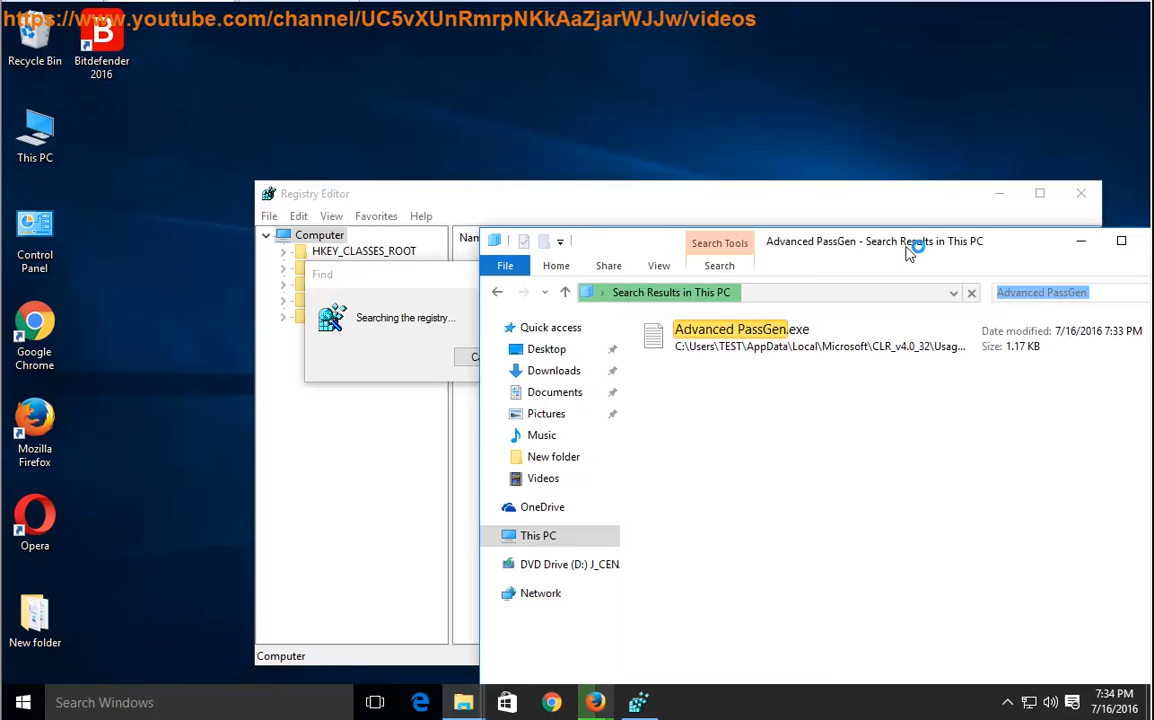 https://www.youtube.com/channel/UC5vXUnRmrpNKkAaZjarWJJw/videos
Recycle Bin
Bitdefender
2016
This PC
Control
Panel
Google
Chrome
Mozilla
Firefox
Opera
New folder
Registry Editor
File Edit View Favorites Help
Computer
HKEY_CLASSES_ROOT
Find
Searching the registry...
Computer
Search Tools
Advanced PassGen - Search Results in This PC
File Home Share View Search
Search Results in This PC
Advanced PassGen
Quick access
Desktop
Downloads
Documents
Pictures
Music
New folder
Videos
OneDrive
This PC
DVD Drive (D:) J_CEN
Network
Advanced PassGen.exe
C:\Users\TEST\AppData\Local\Microsoft\CLR_v4.0_32\Usag...
Date modified: 7/16/2016 7:33 PM
Size: 1.17 KB
Search Windows
7:34 PM
7/16/2016